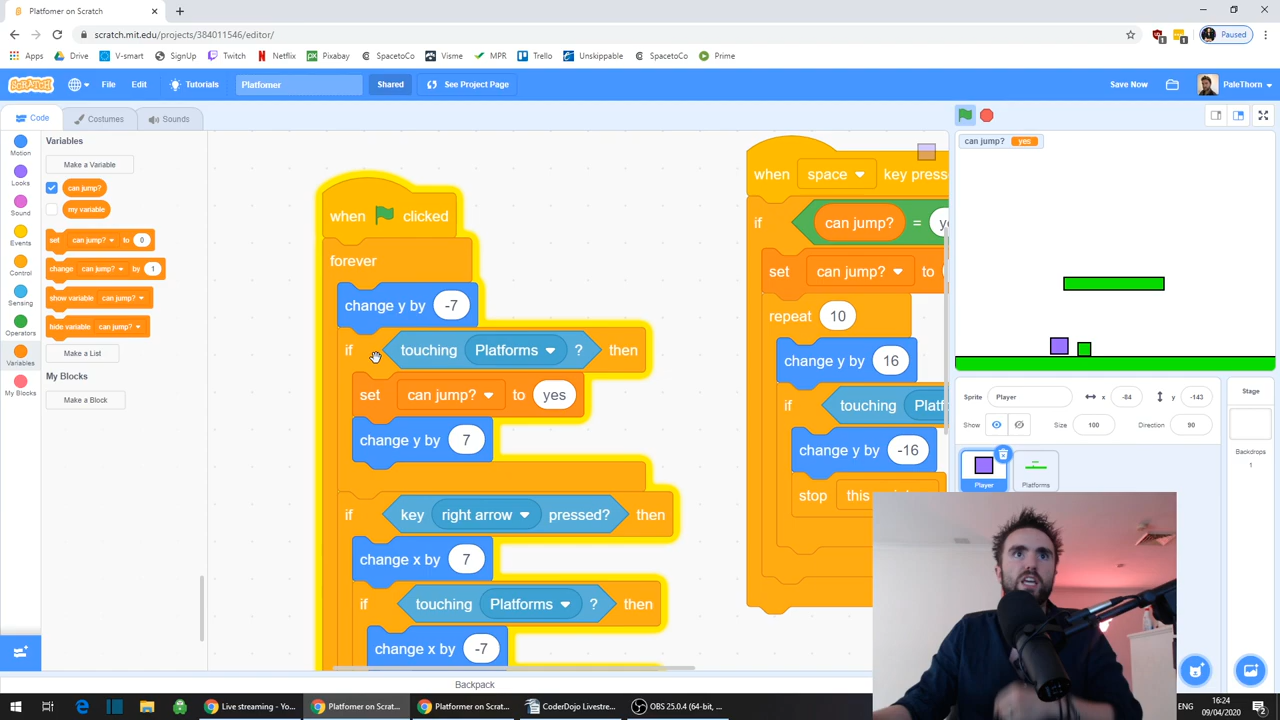 Platfomer on Scratch
scratch.mit.edu/projects/384011546/editor/
Paused
Apps Drive V-smart SignUp Twitch Netflix Pixabay SpacetoCo Visme MPR Trello Unskippable SpacetoCo Prime
SCRATCH File Edit Tutorials Platfomer Shared See Project Page Save Now PaleThorn
Code Costumes Sounds
Motion
Looks
Sound
Events
Control
Sensing
Operators
Variables
My Blocks
Variables
Make a Variable
can jump?
my variable
set can jump? to 0
change can jump? by 1
show variable can jump?
hide variable can jump?
Make a List
My Blocks
Make a Block
when clicked
forever
change y by -7
if touching Platforms ? then
set can jump? to yes
change y by 7
if key right arrow pressed? then
change x by 7
if touching Platforms ? then
change x by -7
when space key press
if can jump? =
set can jump? to
repeat 10
change y by 16
if touching
change y by -16
stop this
can jump? yes
Sprite Player x -84 y -143
Show Size 100 Direction 90
Player
Platforms
Stage
Backdrops
1
Backpack
Live streaming - Yo...
Platfomer on Scrat...
Platfomer on Scrat...
CoderDojo Livestre...
OBS 25.0.4 (64-bit, ...
ENG
16:24
09/04/2020